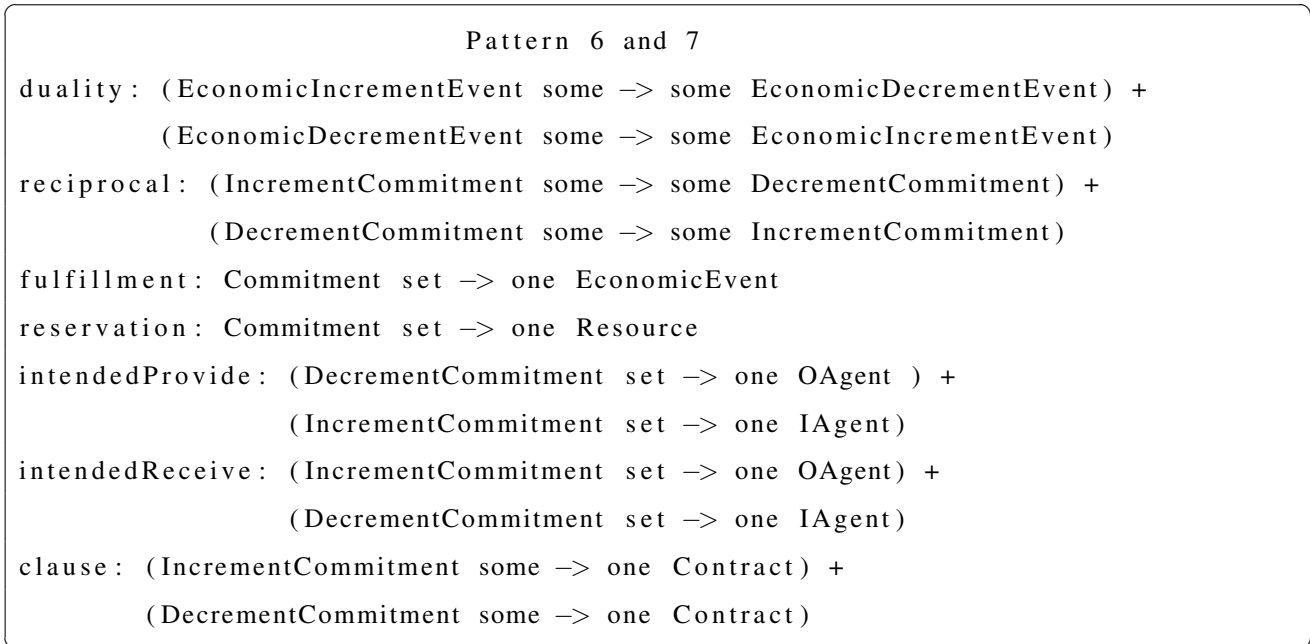 Pattern 6 and 7
duality: (EconomicIncrementEvent some −> some EconomicDecrementEvent) +
(EconomicDecrementEvent some −> some EconomicIncrementEvent)
reciprocal: (IncrementCommitment some −> some DecrementCommitment) +
(DecrementCommitment some −> some IncrementCommitment)
fulfillment: Commitment set −> one EconomicEvent
reservation: Commitment set −> one Resource
intendedProvide: (DecrementCommitment set −> one OAgent ) +
(IncrementCommitment set −> one IAgent)
intendedReceive: (IncrementCommitment set −> one OAgent) +
(DecrementCommitment set −> one IAgent)
clause: (IncrementCommitment some −> one Contract) +
(DecrementCommitment some −> one Contract)